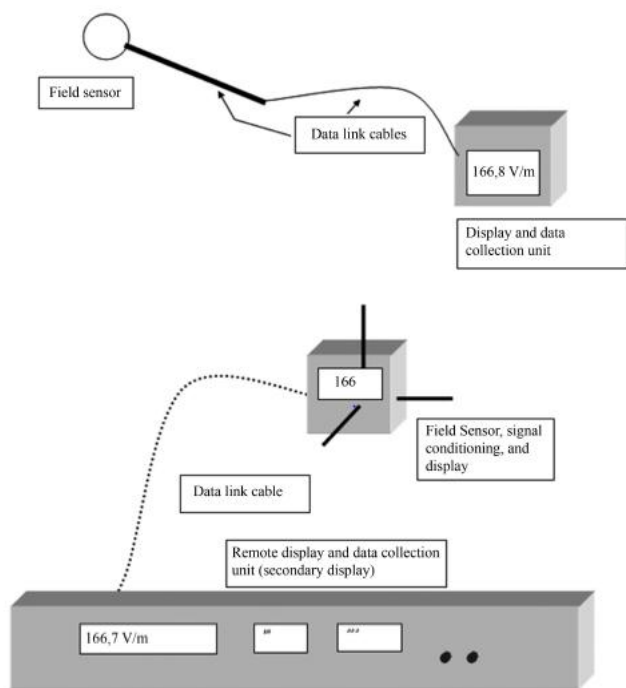 Field sensor
Data link cables
166,8 V/m
Display and data
collection unit
166
Field Sensor, signal
conditioning, and
display
Data link cable
Remote display and data collection
unit (secondary display)
166,7 V/m
##
###